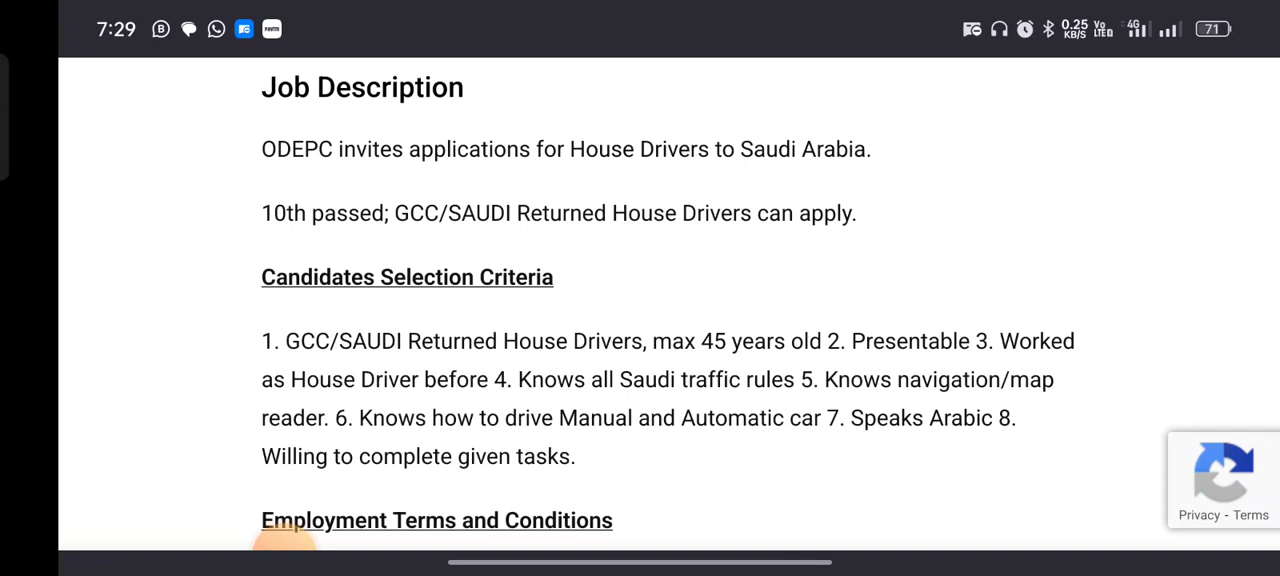 7:29
0.25 KB/S
Vo LTE
4G
71
Job Description
ODEPC invites applications for House Drivers to Saudi Arabia.
10th passed; GCC/SAUDI Returned House Drivers can apply.
Candidates Selection Criteria
1. GCC/SAUDI Returned House Drivers, max 45 years old 2. Presentable 3. Worked
as House Driver before 4. Knows all Saudi traffic rules 5. Knows navigation/map
reader. 6. Knows how to drive Manual and Automatic car 7. Speaks Arabic 8.
Willing to complete given tasks.
Employment Terms and Conditions
Privacy - Terms